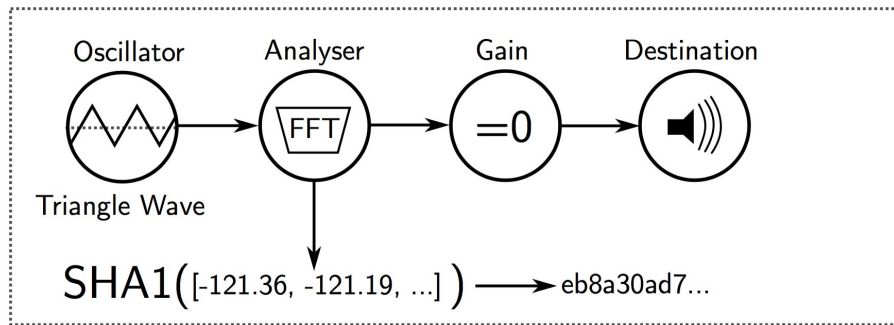 Oscillator Analyser Gain Destination
FFT =0
Triangle Wave
SHA1([-121.36, -121.19, ...]) eb8a30ad7...